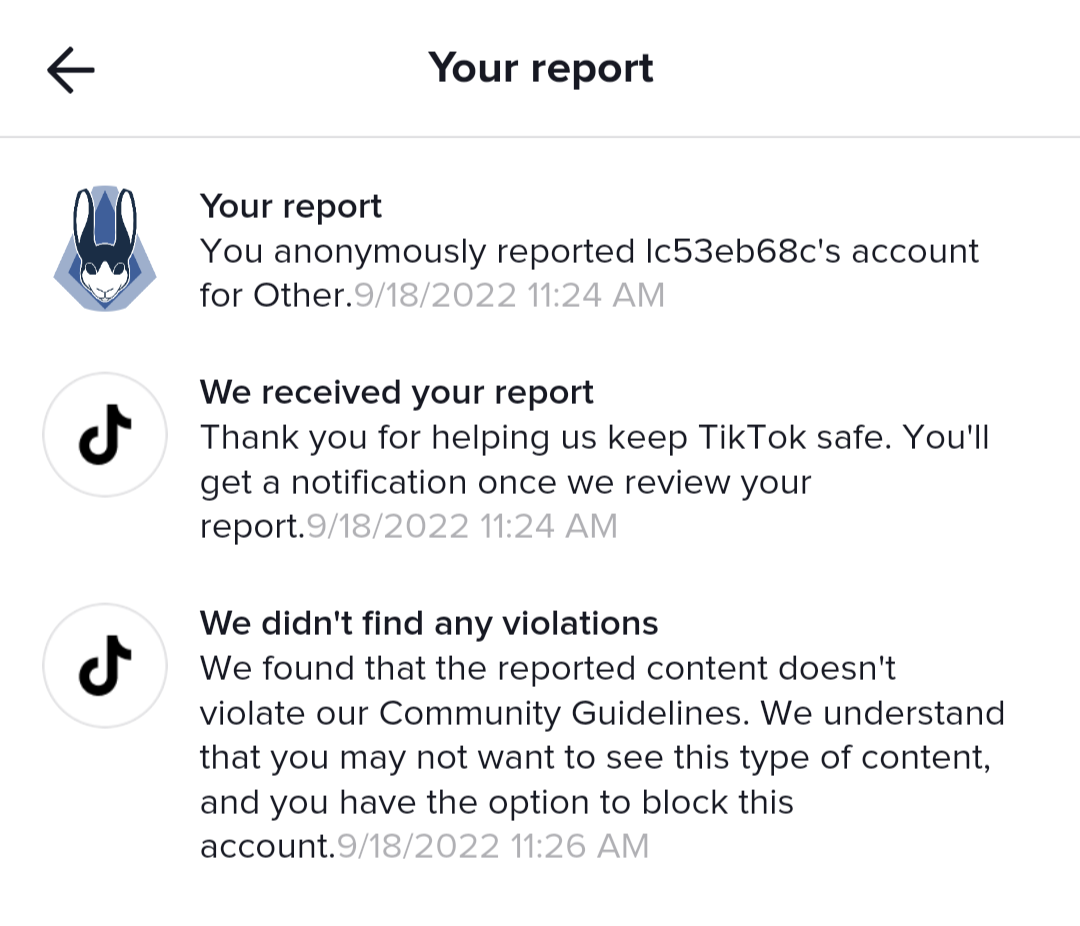 Your report
Your report
You anonymously reported lc53eb68c's account
for Other.9/18/2022 11:24 AM
We received your report
Thank you for helping us keep TikTok safe. You'll
get a notification once we review your
report.9/18/2022 11:24 AM
We didn't find any violations
We found that the reported content doesn't
violate our Community Guidelines. We understand
that you may not want to see this type of content,
and you have the option to block this
account.9/18/2022 11:26 AM